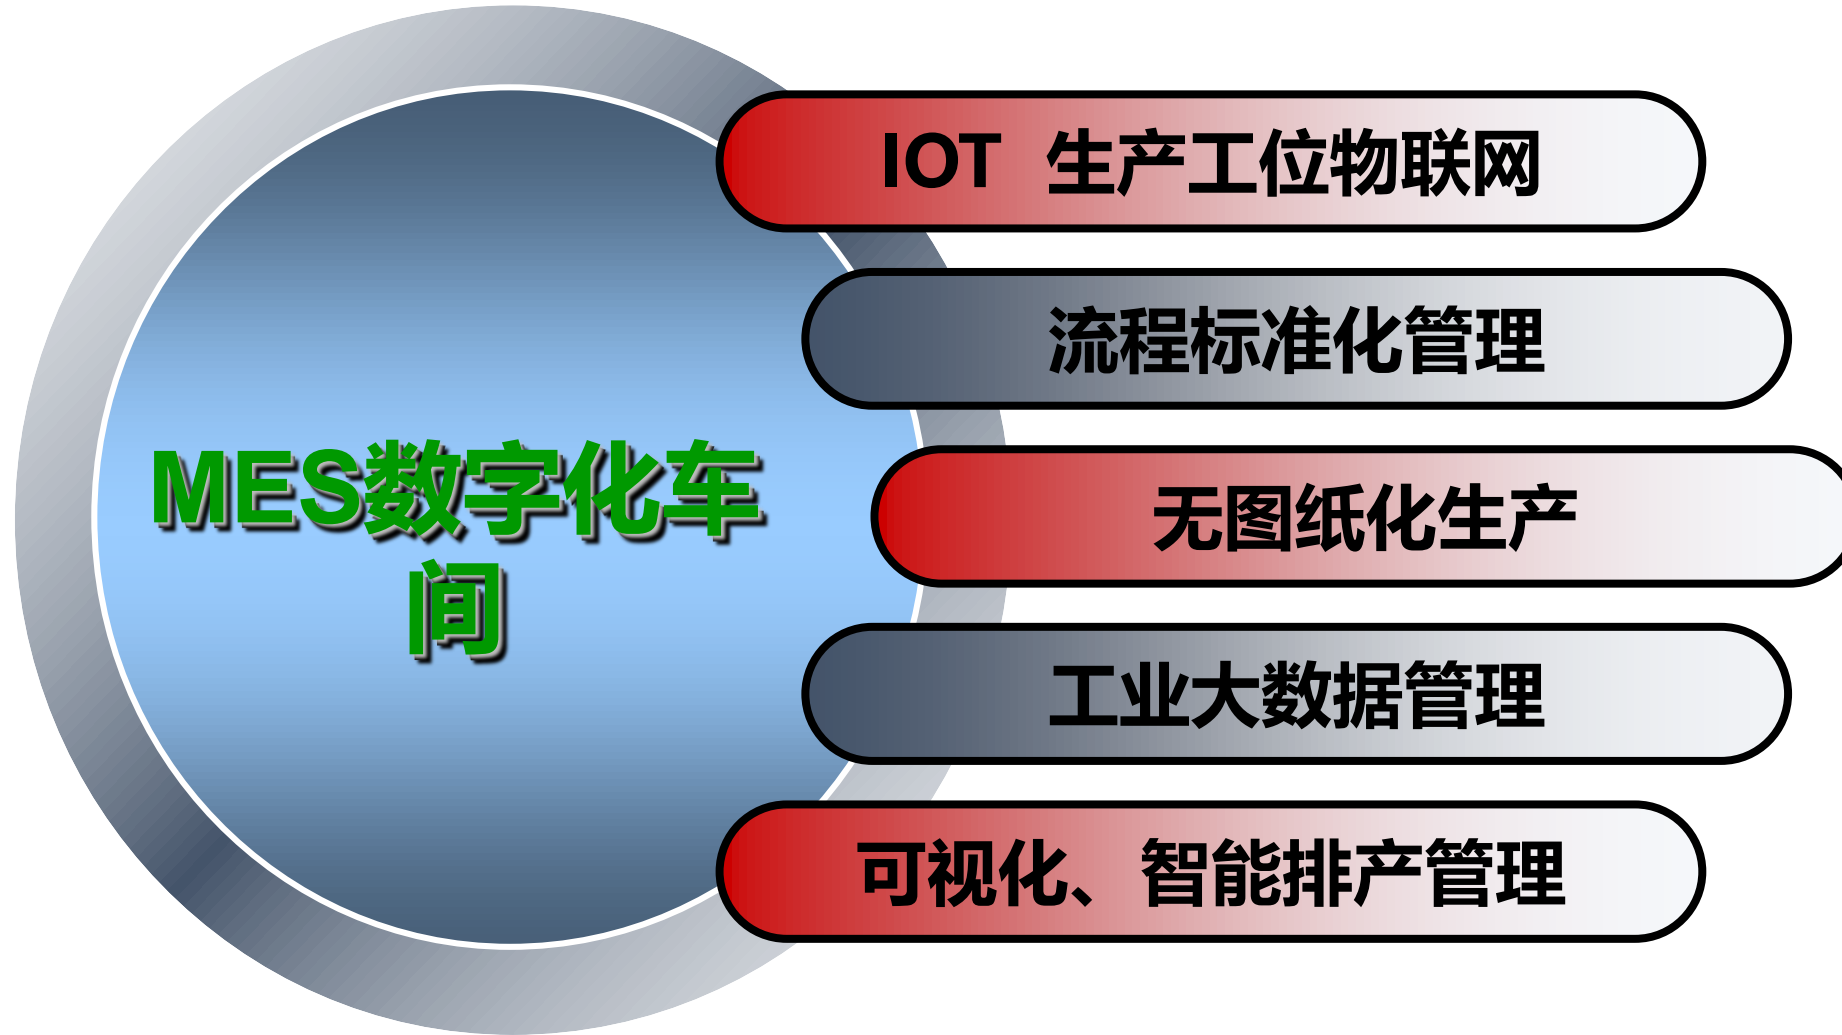 MES数字化车
间
IOT 生产工位物联网
流程标准化管理
无图纸化生产
工业大数据管理
可视化、智能排产管理